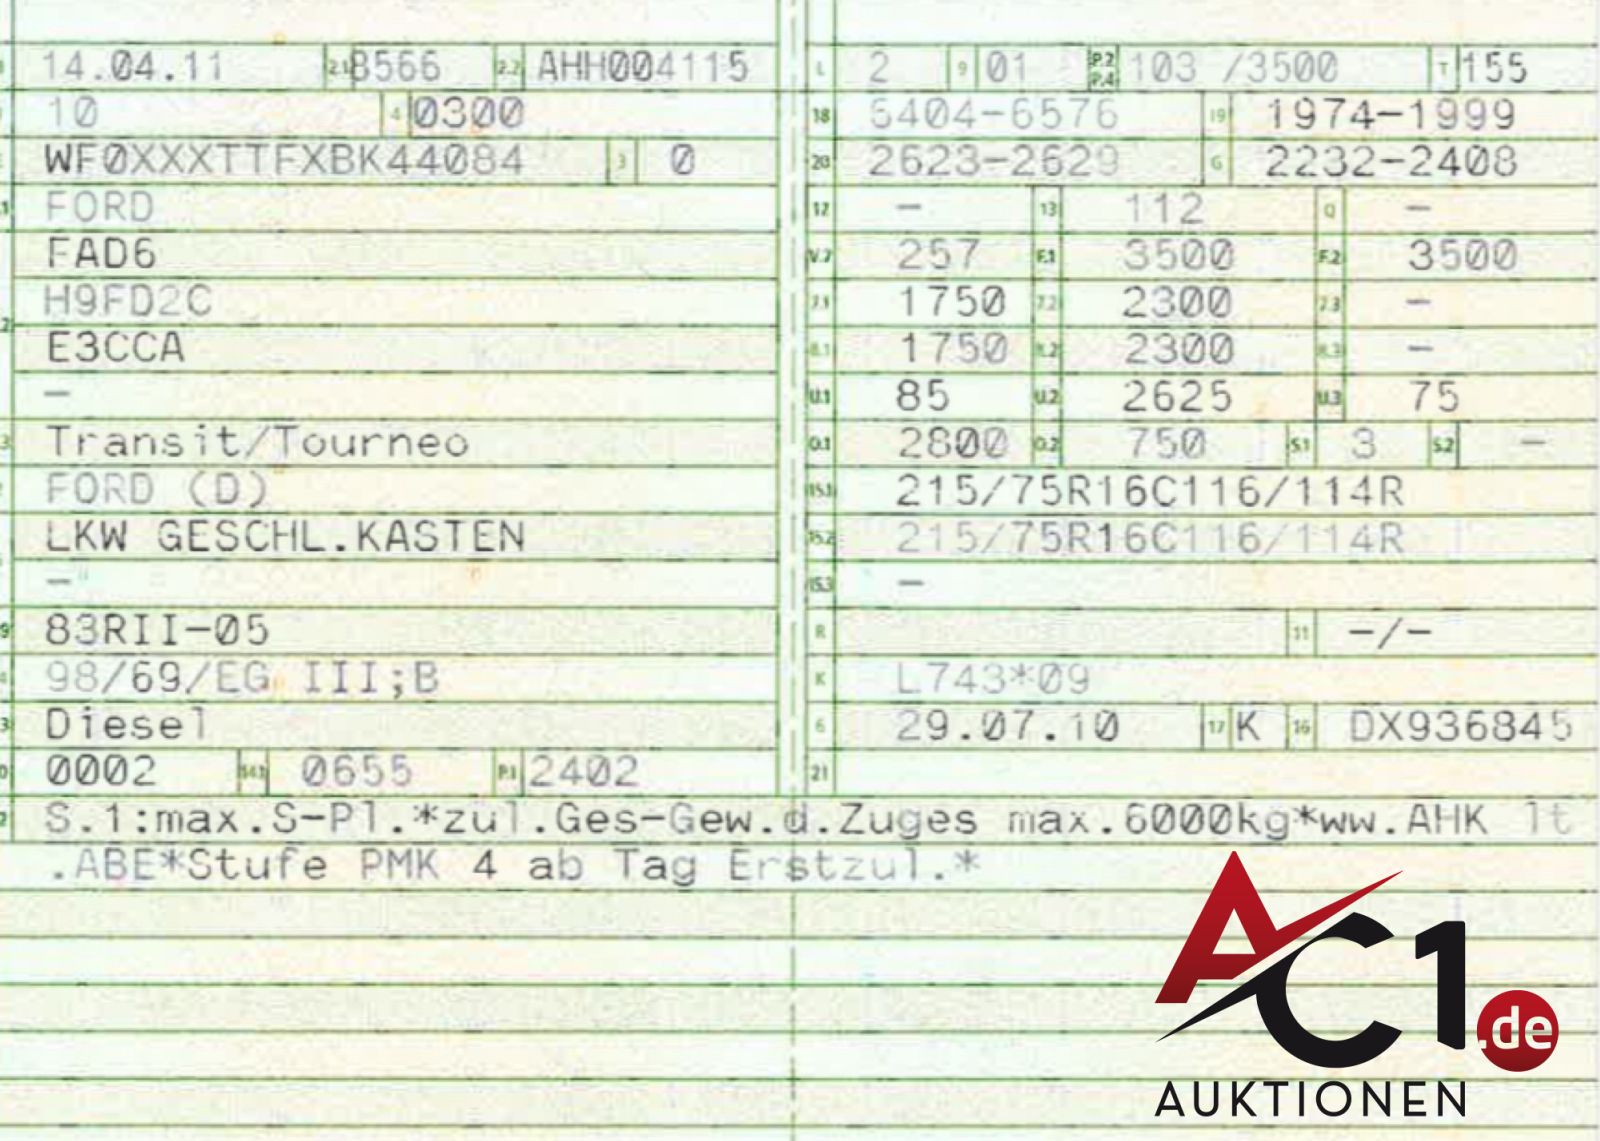 14.04.11 2.1 8566 2.2 AHH004115
10 4 0300
WF0XXXTTFXBK44084 3 0
FORD
FAD6
H9FD2C
E3CCA
–
Transit/Tourneo
FORD (D)
LKW GESCHL.KASTEN
–
83RII-05
98/69/EG III;B
Diesel
0002 14.1 0655 P.1 2402
L 2 9 01 P.2 P.4 103 /3500 T 155
18 6404-6576 19 1974-1999
20 2623-2629 G 2232-2408
12 – 13 112 Q –
V.7 257 F.1 3500 F.2 3500
7.1 1750 7.2 2300 7.3 –
8.1 1750 8.2 2300 8.3 –
U.1 85 U.2 2625 U.3 75
O.1 2800 O.2 750 S.1 3 S.2 –
15.1 215/75R16C116/114R
15.2 215/75R16C116/114R
15.3 –
R 11 –/–
K L743*09
6 29.07.10 17 K 16 DX936845
21
S.1:max.S-Pl.*zul.Ges-Gew.d.Zuges max.6000kg*ww.AHK lt
.ABE*Stufe PMK 4 ab Tag Erstzul.*
AC1.de
AUKTIONEN